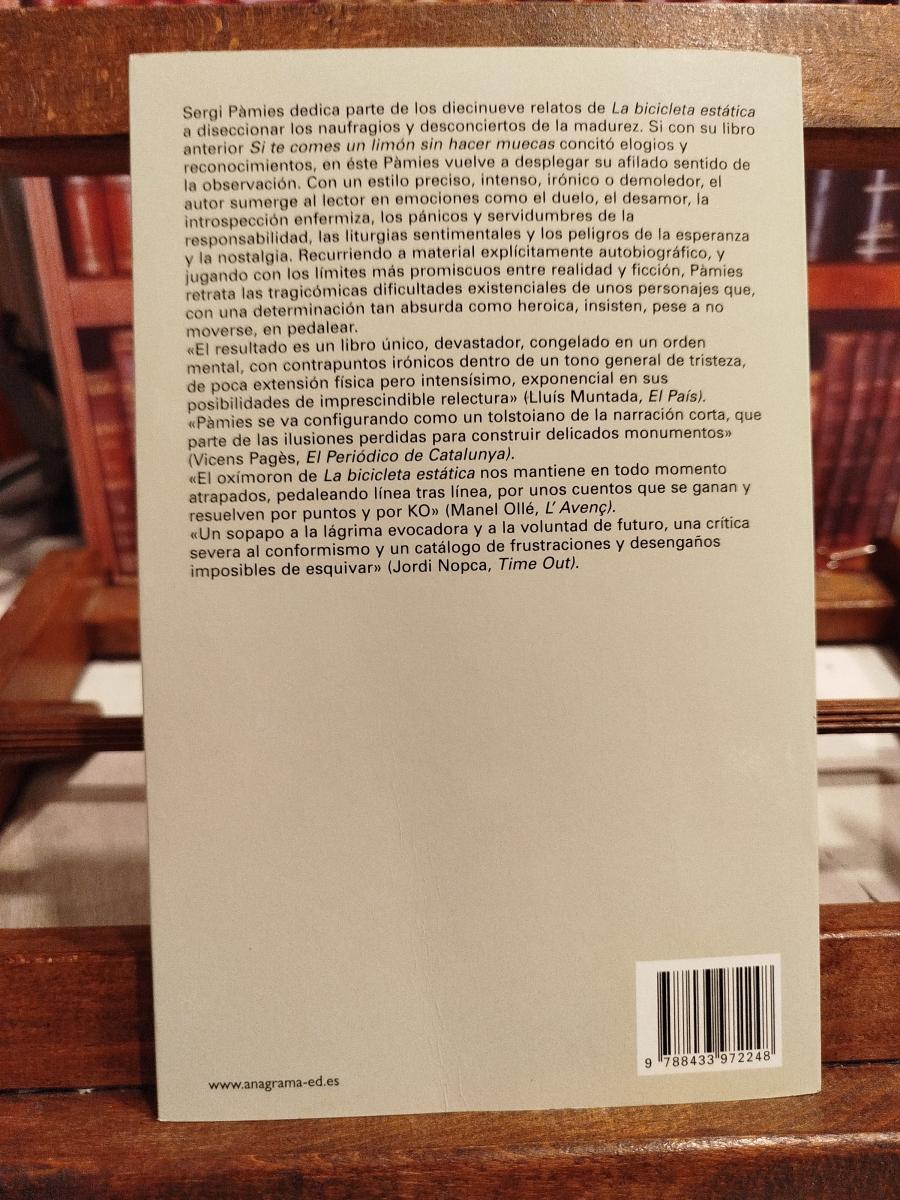 Sergi Pàmies dedica parte de los diecinueve relatos de La bicicleta estática
a diseccionar los naufragios y desconciertos de la madurez. Si con su libro
anterior Si te comes un limón sin hacer muecas concitó elogios y
reconocimientos, en éste Pàmies vuelve a desplegar su afilado sentido de
la observación. Con un estilo preciso, intenso, irónico o demoledor, el
autor sumerge al lector en emociones como el duelo, el desamor, la
introspección enfermiza, los pánicos y servidumbres de la
responsabilidad, las liturgias sentimentales y los peligros de la esperanza
y la nostalgia. Recurriendo a material explícitamente autobiográfico, y
jugando con los límites más promiscuos entre realidad y ficción, Pàmies
retrata las tragicómicas dificultades existenciales de unos personajes que,
con una determinación tan absurda como heroica, insisten, pese a no
moverse, en pedalear.
«El resultado es un libro único, devastador, congelado en un orden
mental, con contrapuntos irónicos dentro de un tono general de tristeza,
de poca extensión física pero intensísimo, exponencial en sus
posibilidades de imprescindible relectura» (Lluís Muntada, El País).
«Pàmies se va configurando como un tolstoiano de la narración corta, que
parte de las ilusiones perdidas para construir delicados monumentos»
(Vicens Pagès, El Periódico de Catalunya).
«El oxímoron de La bicicleta estática nos mantiene en todo momento
atrapados, pedaleando línea tras línea, por unos cuentos que se ganan y
resuelven por puntos y por KO» (Manel Ollé, L' Avenç).
«Un sopapo a la lágrima evocadora y a la voluntad de futuro, una crítica
severa al conformismo y un catálogo de frustraciones y desengaños
imposibles de esquivar» (Jordi Nopca, Time Out).
9 788433 972248
www.anagrama-ed.es